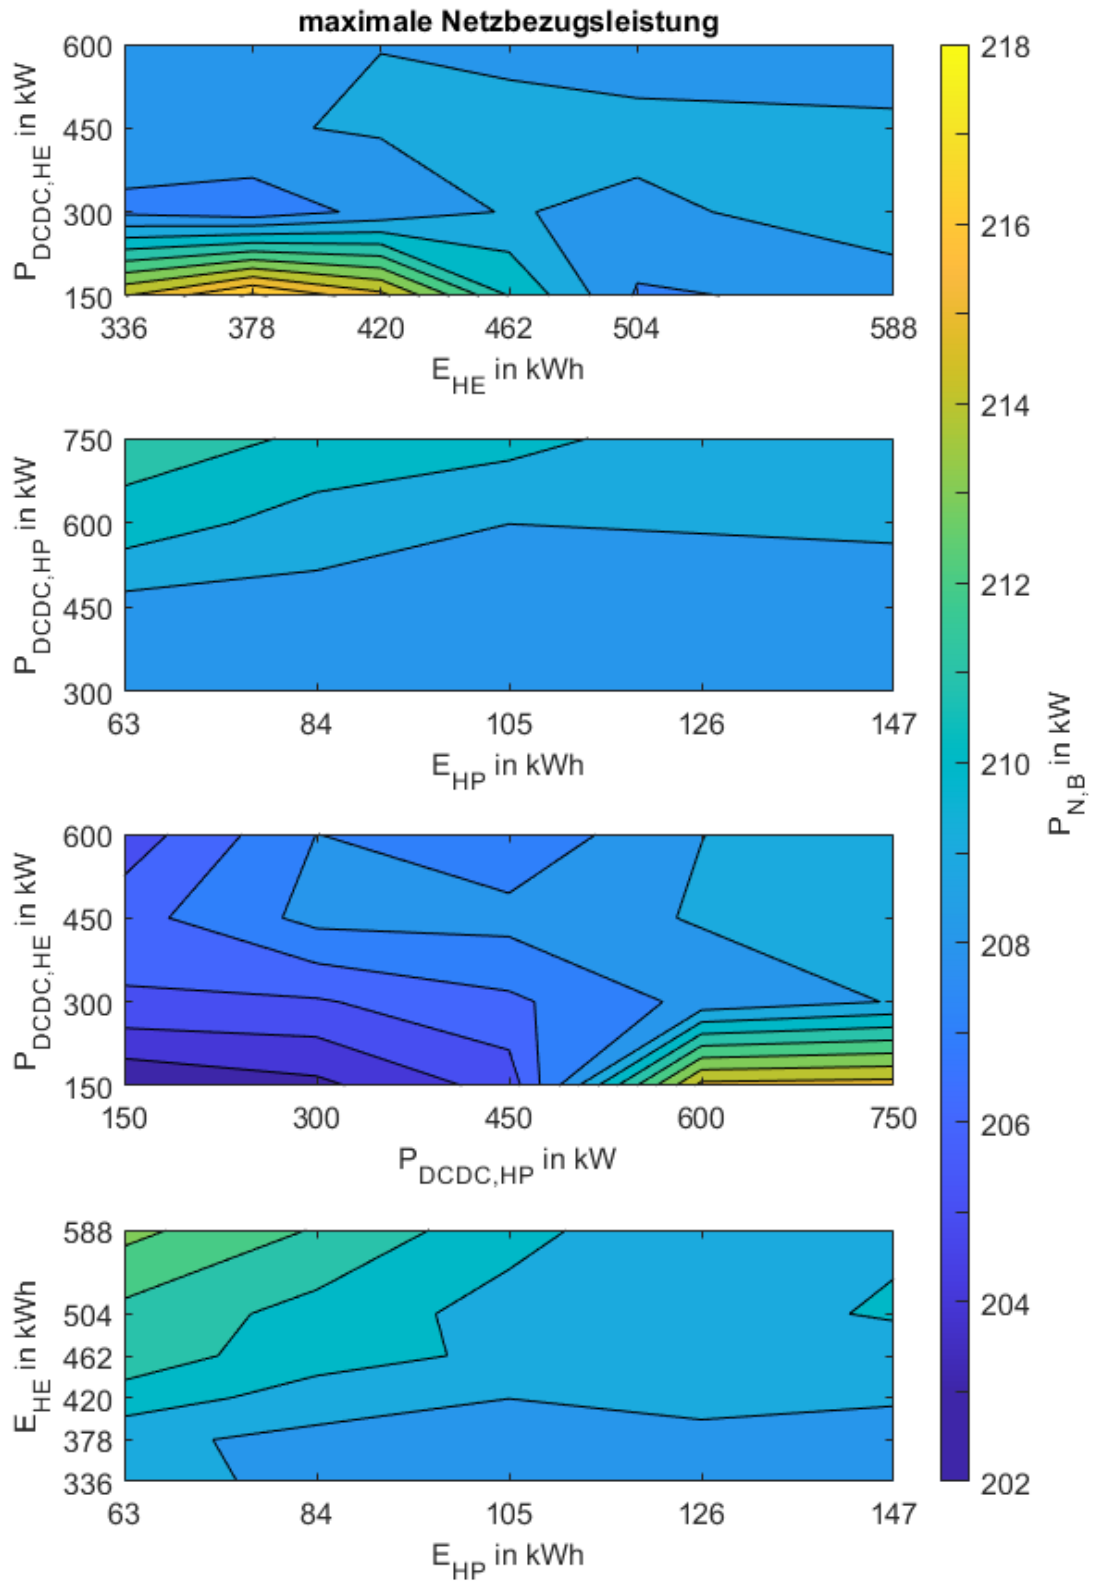 maximale Netzbezugsleistung
600
450
300
150
P_DCDC,HE in kW
336 378 420 462 504 588
E_HE in kWh
750
600
450
300
P_DCDC,HP in kW
63 84 105 126 147
E_HP in kWh
600
450
300
150
P_DCDC,HE in kW
150 300 450 600 750
P_DCDC,HP in kW
588
504
462
420
378
336
E_HE in kWh
63 84 105 126 147
E_HP in kWh
218
216
214
212
210
208
206
204
202
P_N,B in kW